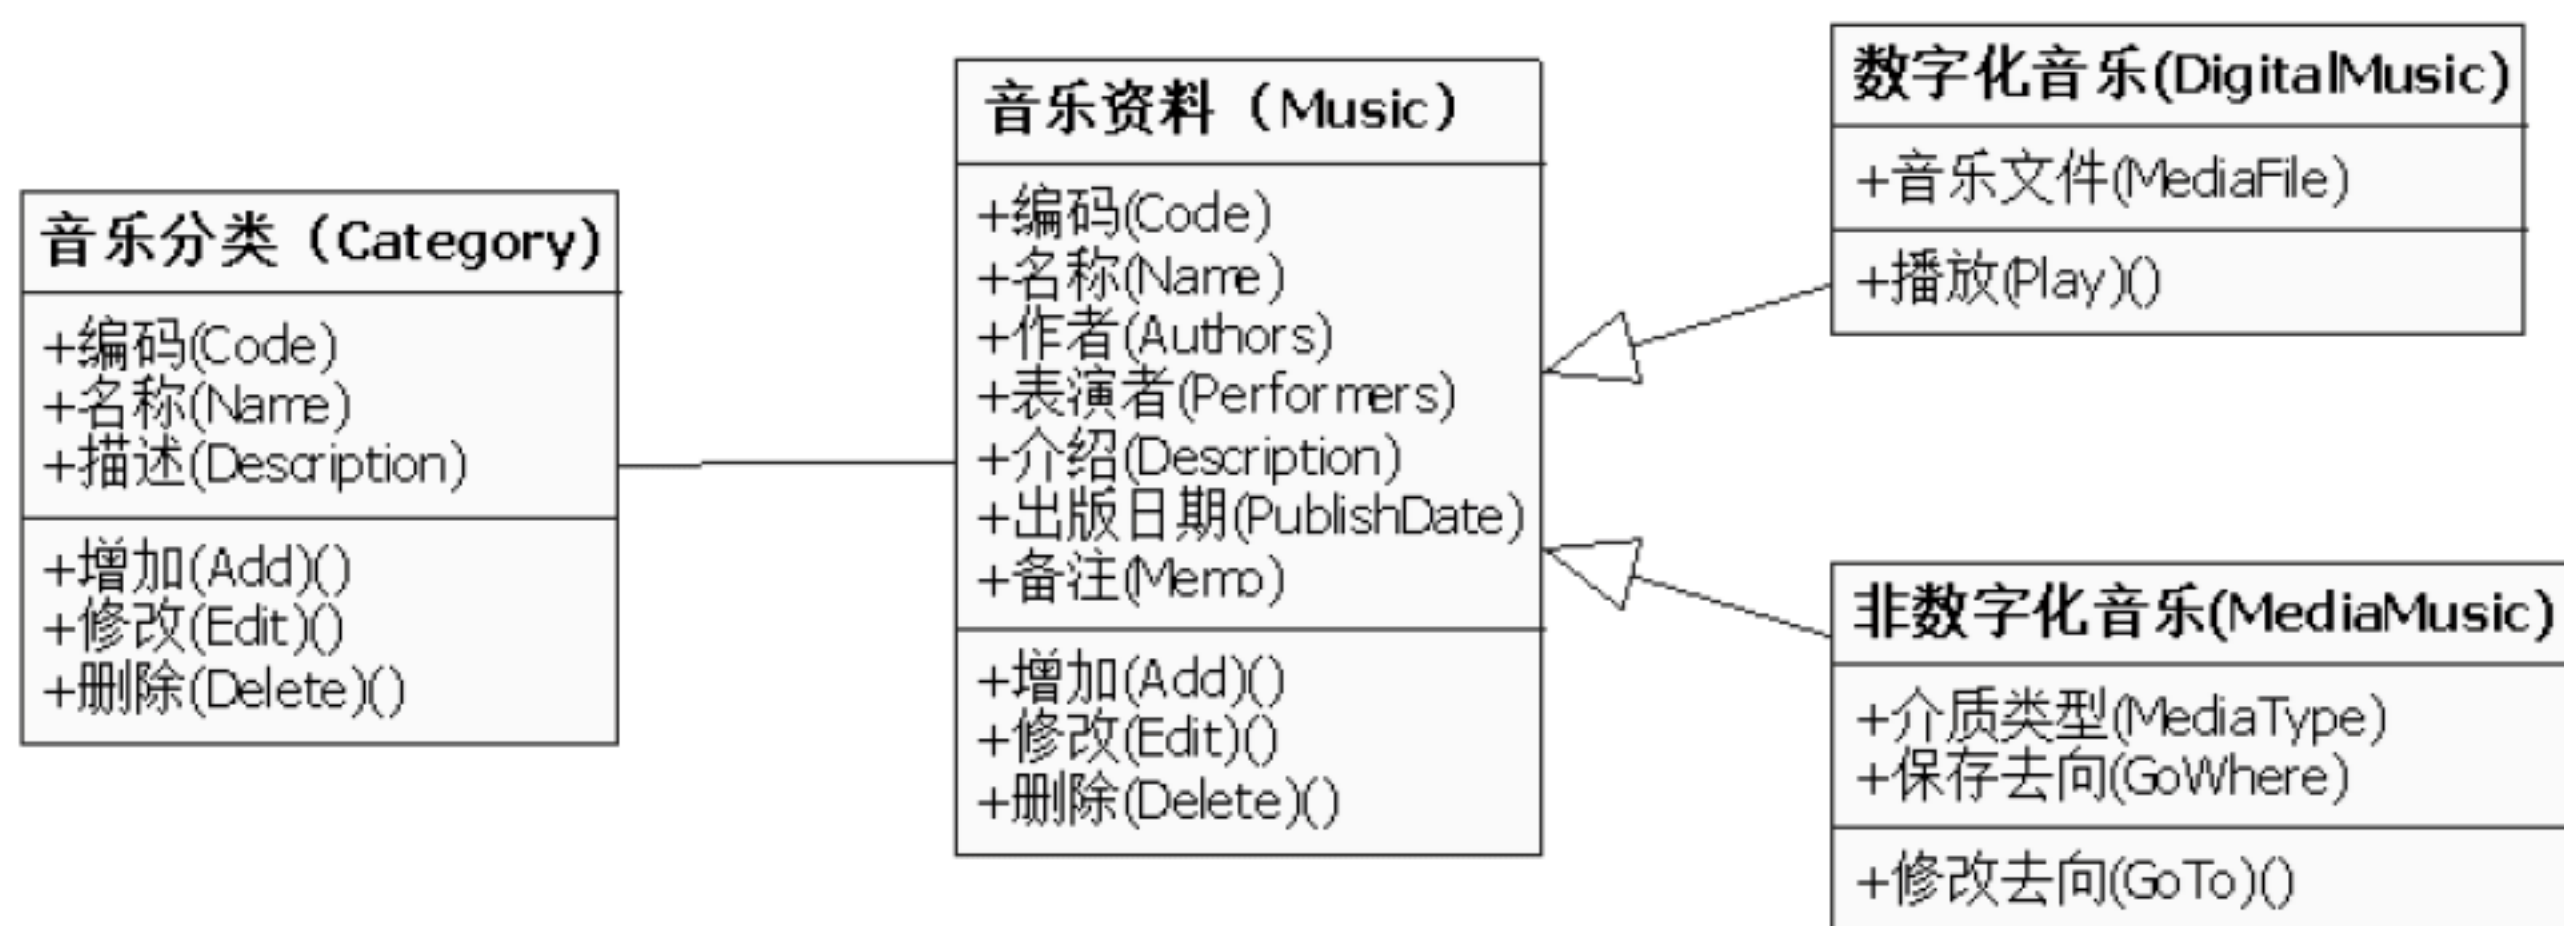 音乐分类（Category)
+编码(Code)
+名称(Name)
+描述(Description)
+增加(Add)()
+修改(Edit)()
+删除(Delete)()
音乐资料（Music）
+编码(Code)
+名称(Name)
+作者(Authors)
+表演者(Performers)
+介绍(Description)
+出版日期(PublishDate)
+备注(Memo)
+增加(Add)()
+修改(Edit)()
+删除(Delete)()
数字化音乐(DigitalMusic)
+音乐文件(MediaFile)
+播放(Play)()
非数字化音乐(MediaMusic)
+介质类型(MediaType)
+保存去向(GoWhere)
+修改去向(GoTo)()